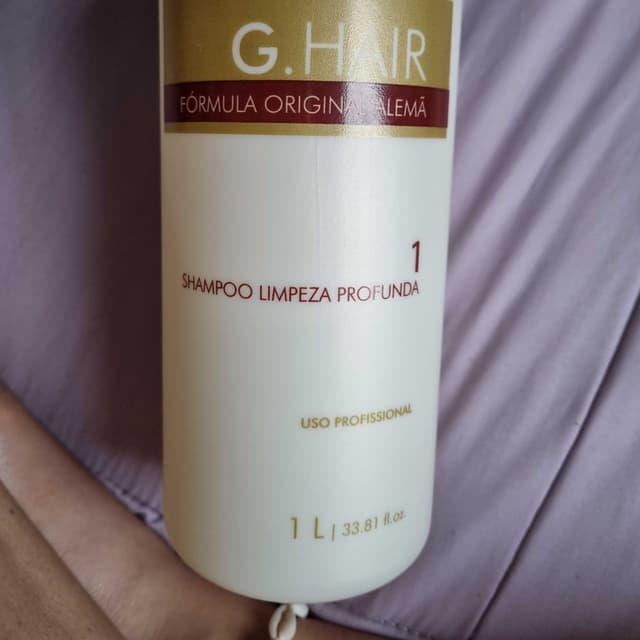 G.HAIR
FÓRMULA ORIGINAL ALEMÃ
1
SHAMPOO LIMPEZA PROFUNDA
USO PROFISSIONAL
1 L | 33.81 fl.oz.